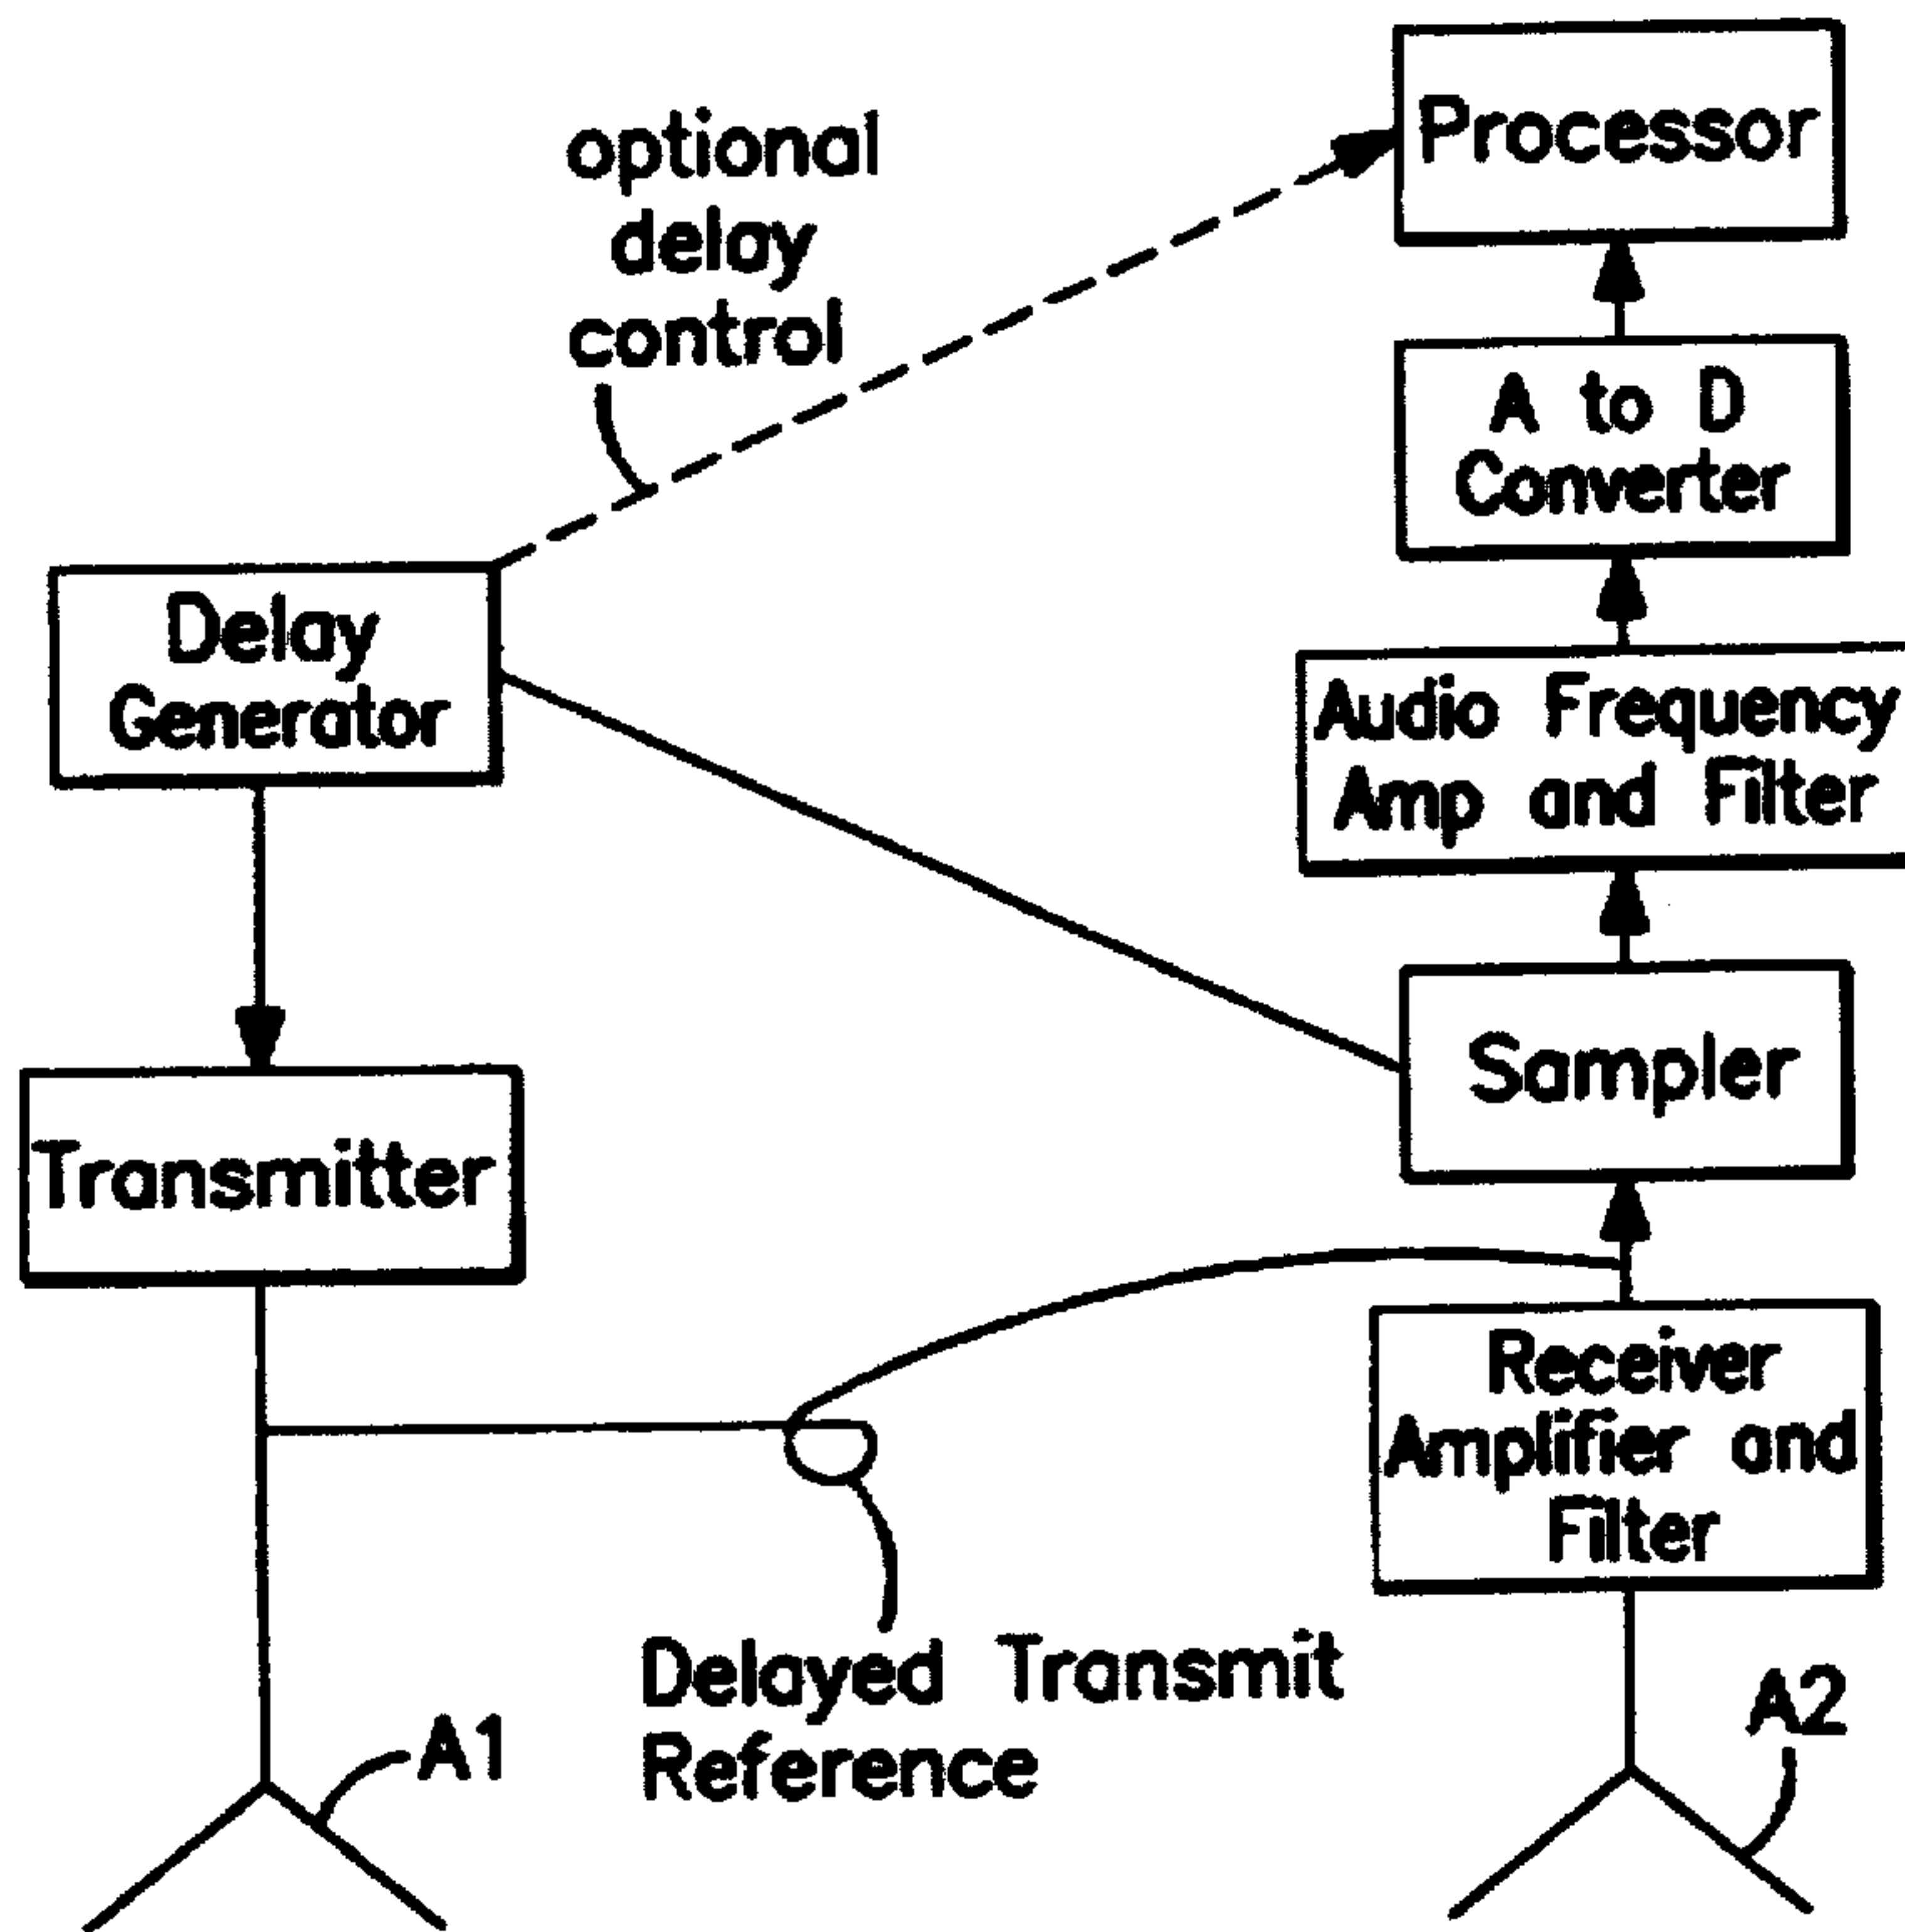 Processor
optional
delay
control
A to D
Converter
Delay
Generator
Audio Frequency
Amp and Filter
Sampler
Transmitter
Receiver
Amplifier and
Filter
Delayed Transmit
Reference
A1
A2